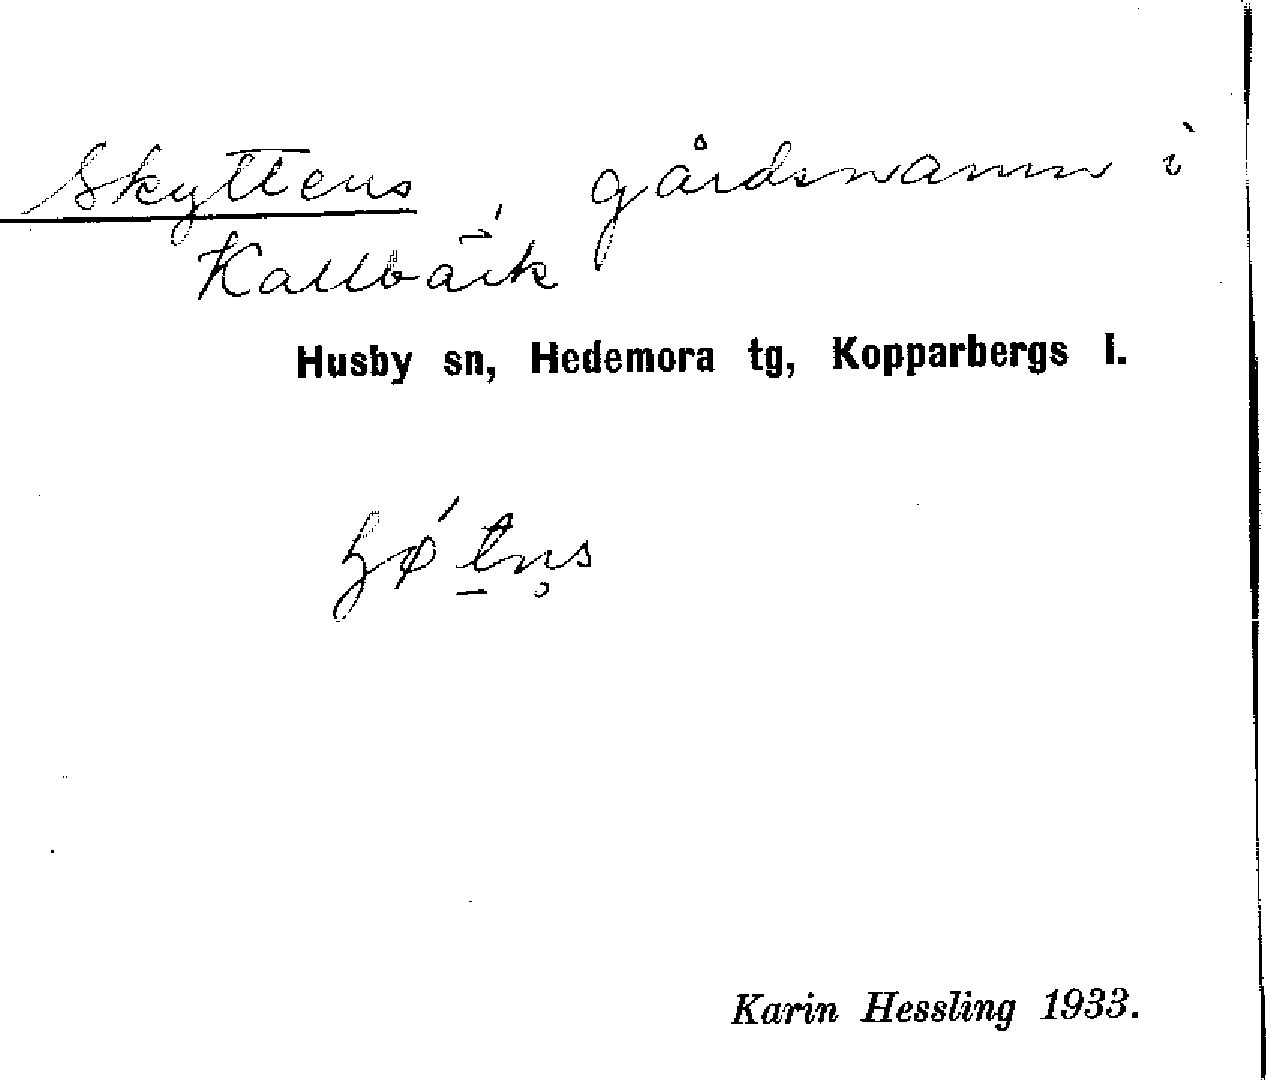 Skyttens gårdsnamn i
Kallbäck
Husby sn, Hedemora tg, Kopparbergs l.
Karin Hessling 1933.